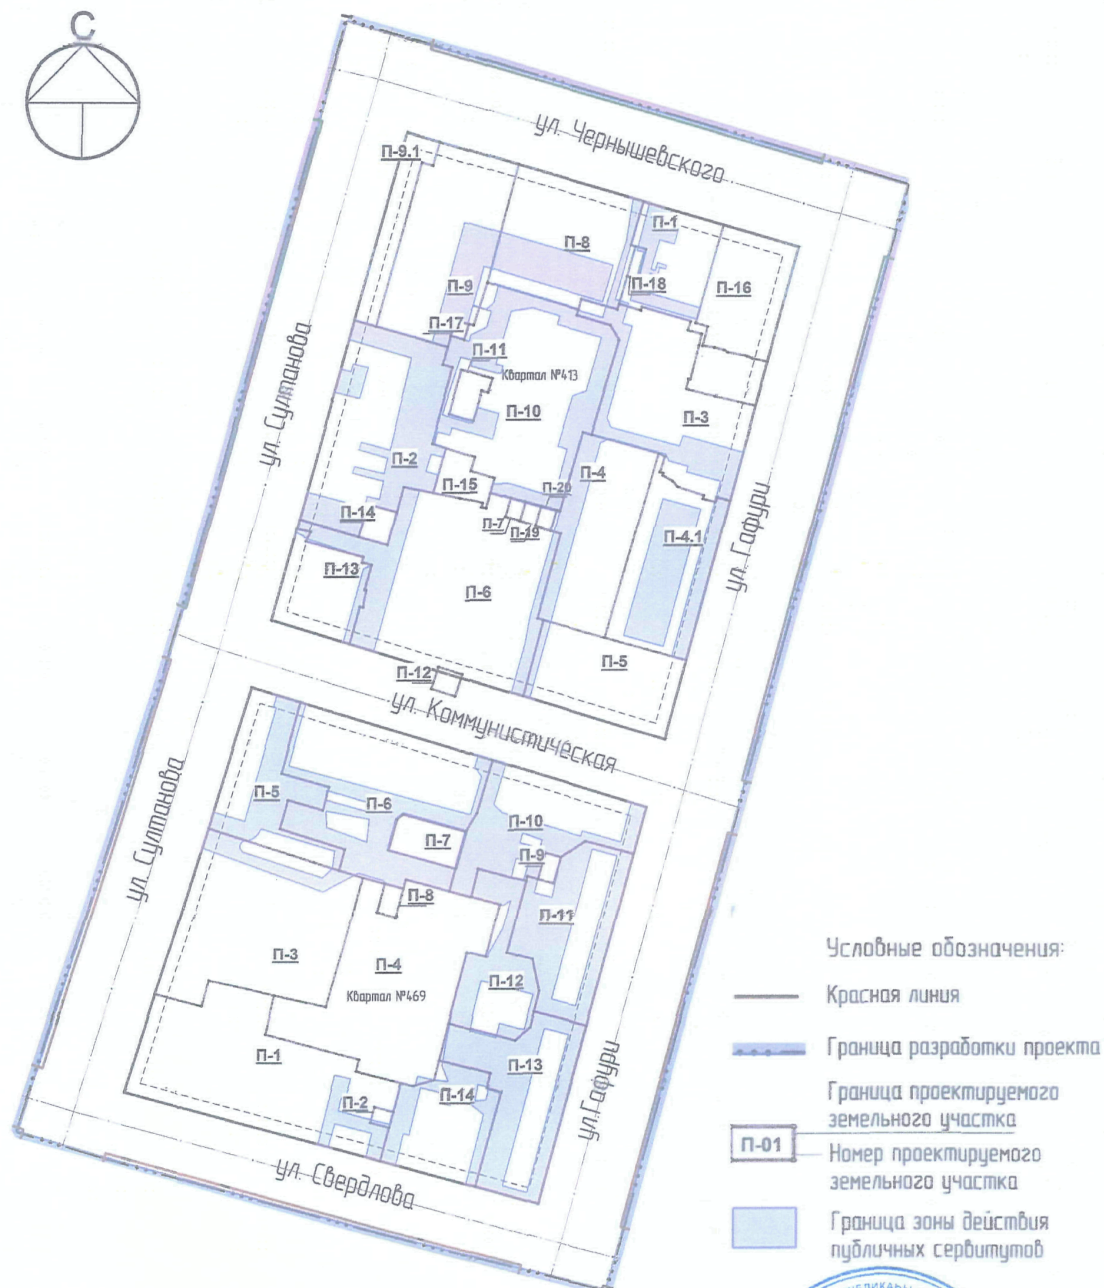 С
ул. Чернышевского
П-9.1
П-1
П-8
П-18
П-16
П-9
П-17
П-11
Квартал №413
П-10
П-3
ул. Султанова
П-2
П-15
П-4
П-20
П-14
П-7
П-19
П-4.1
ул. Гафури
П-13
П-6
П-5
П-12
ул. Коммунистическая
ул. Султанова
П-5
П-6
П-7
П-10
П-9
П-8
П-11
П-3
П-4
Квартал №469
П-12
П-1
П-13
П-2
П-14
ул.Гафури
ул. Свердлова
Условные обозначения:
Красная линия
Граница разработки проекта
Граница проектируемого
земельного участка
П-01
Номер проектируемого
земельного участка
Граница зоны действия
публичных сервитутов